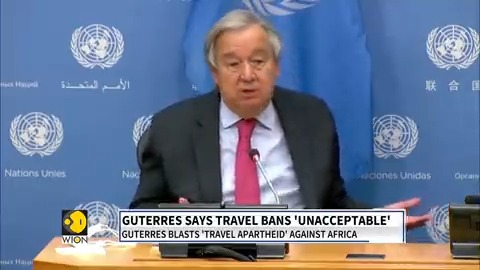 Наций
الأمم المتحدة
联合国
Nations Unies
Naciones Unidas
GUTERRES SAYS TRAVEL BANS 'UNACCEPTABLE'
WION
GUTERRES BLASTS 'TRAVEL APARTHEID' AGAINST AFRICA